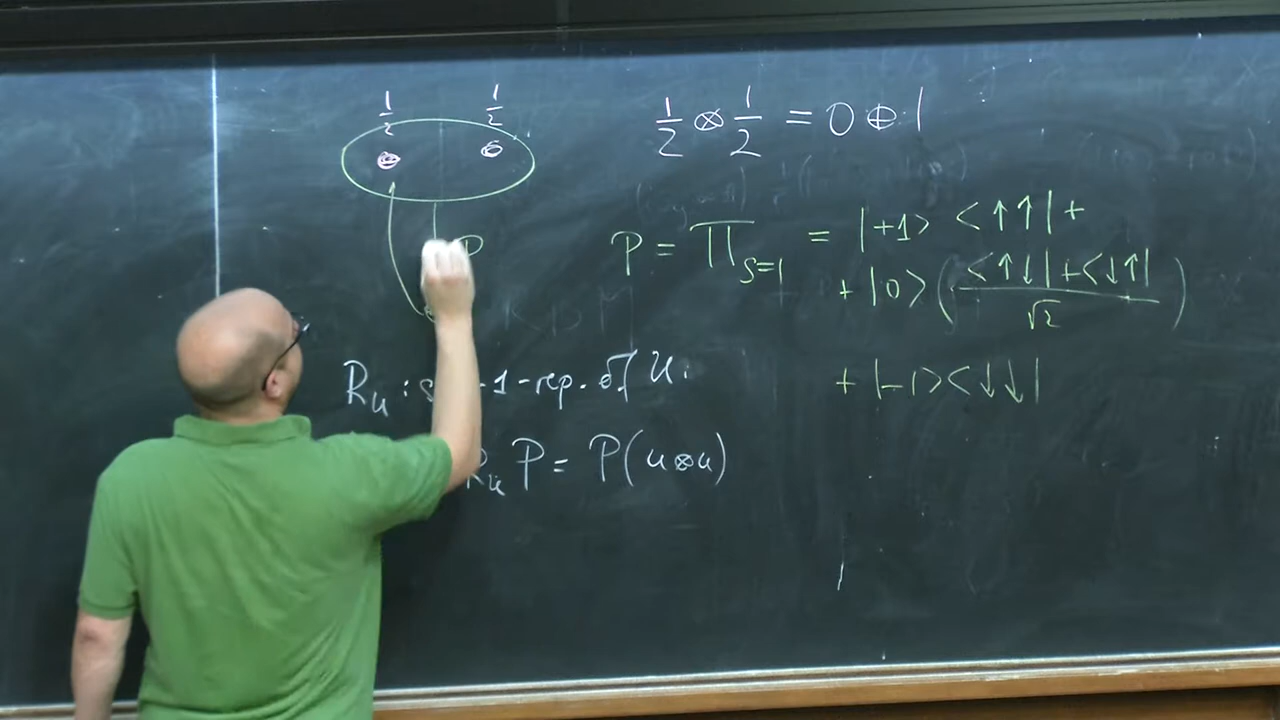 1/2 1/2
1/2 ⊗ 1/2 = 0 ⊕ 1
P
P = Π_{S=1} = |+1> <↑↑| +
+ |0> ( (<↑↓| + <↓↑|) / √2 )
+ |-1> <↓↓|
R_u : -1-rep. of u.
R_u P = P(u⊗u)